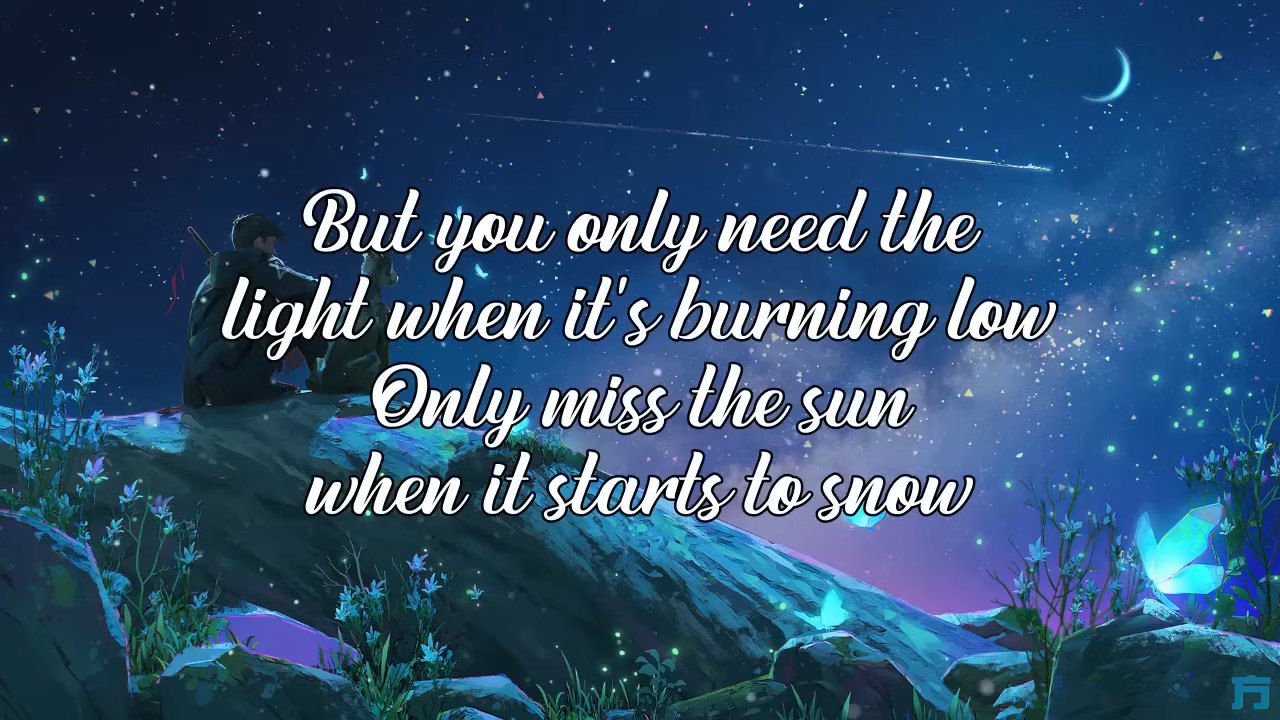 But you only need the
light when it's burning low
Only miss the sun
when it starts to snow